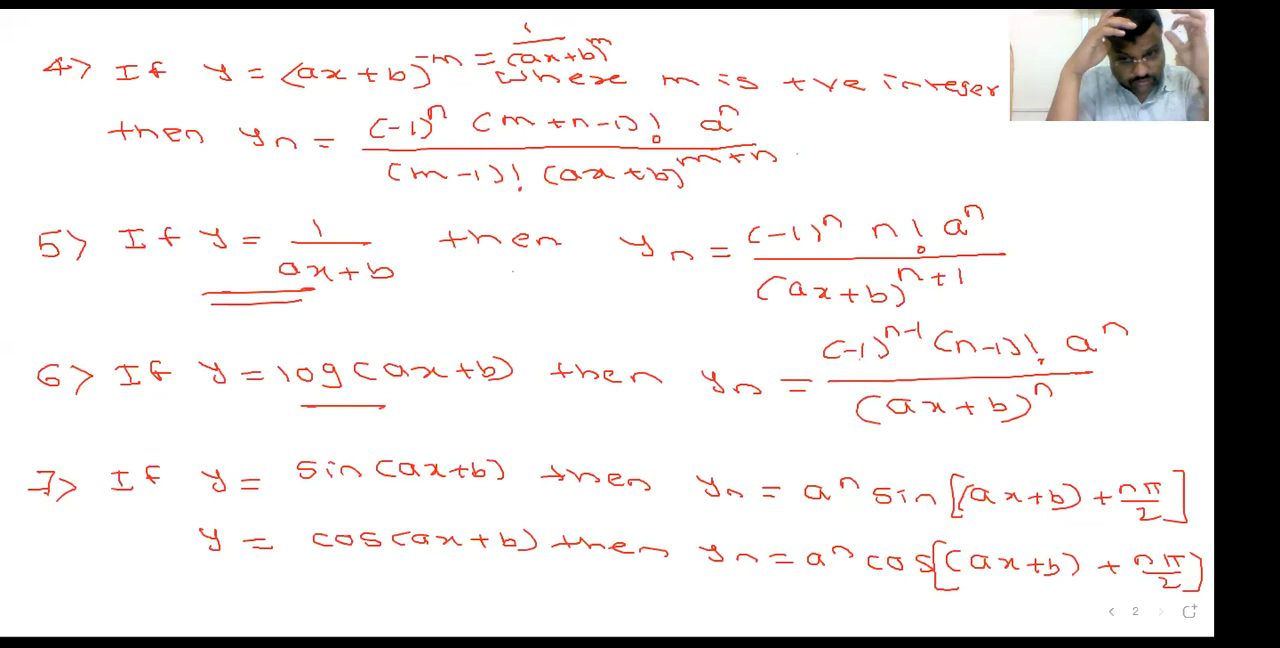 4> If y = (ax+b)^-m = 1/(ax+b)^m where m is +ve integer
then yn = (-1)^n (m+n-1)! a^n / (m-1)! (ax+b)^m+n
5> If y = 1/ax+b then yn = (-1)^n n! a^n / (ax+b)^n+1
6> If y = log(ax+b) then yn = (-1)^n-1 (n-1)! a^n / (ax+b)^n
7> If y = sin(ax+b) then yn = a^n sin[(ax+b) + nπ/2]
y = cos(ax+b) then yn = a^n cos[(ax+b) + nπ/2]
< 2 >